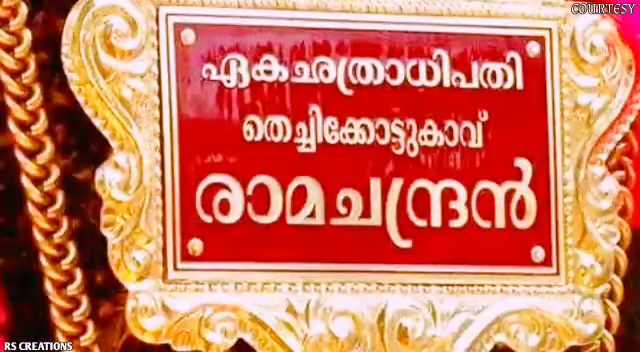 COURTESY
ഏകഛത്രാധിപതി
തെച്ചിക്കോട്ടുകാവ്
രാമചന്ദ്രൻ
RS CREATIONS